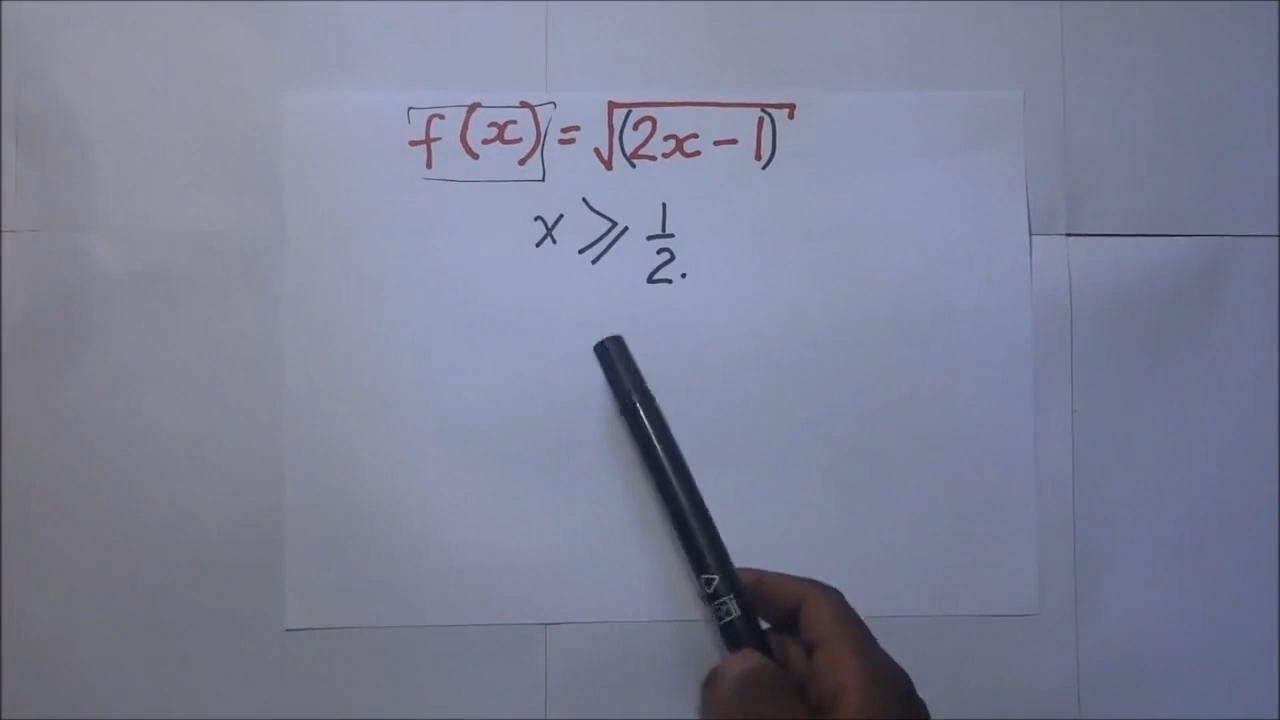 f(x) = √(2x - 1)
x ⩾ 1/2.